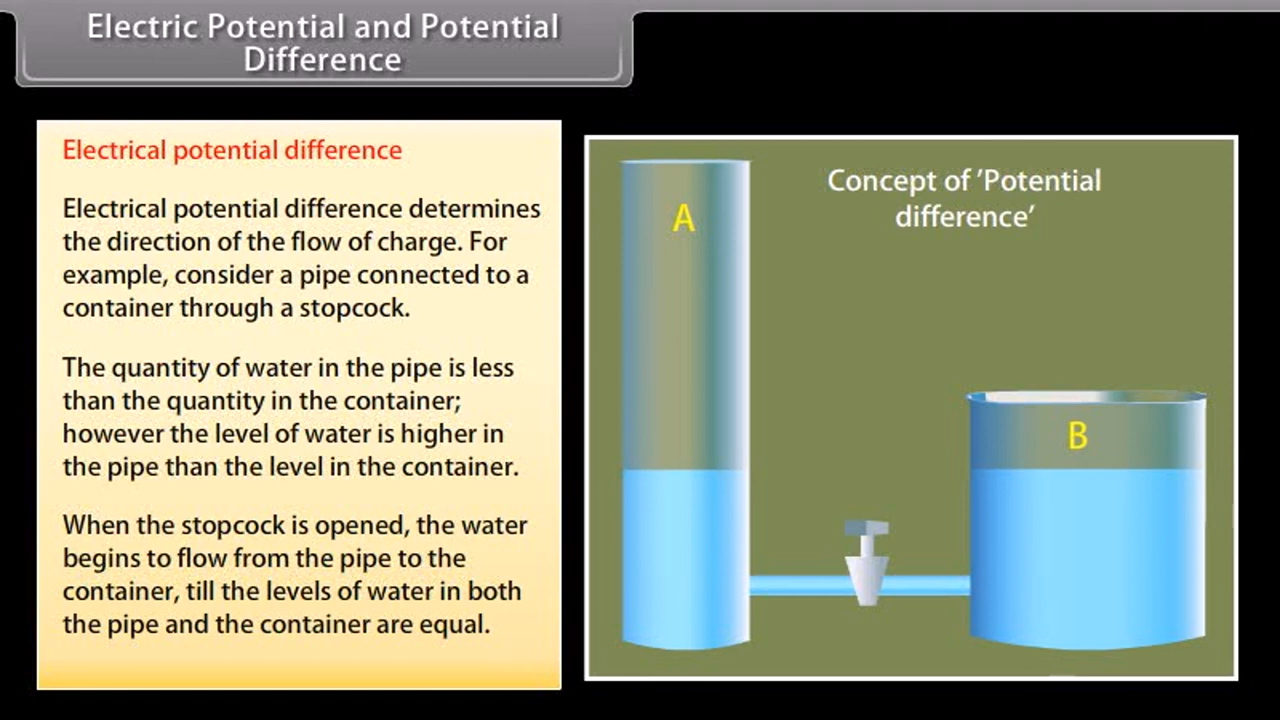 Electric Potential and Potential
Difference
Electrical potential difference
Electrical potential difference determines
the direction of the flow of charge. For
example, consider a pipe connected to a
container through a stopcock.
The quantity of water in the pipe is less
than the quantity in the container;
however the level of water is higher in
the pipe than the level in the container.
When the stopcock is opened, the water
begins to flow from the pipe to the
container, till the levels of water in both
the pipe and the container are equal.
Concept of ’Potential
difference’
A
B